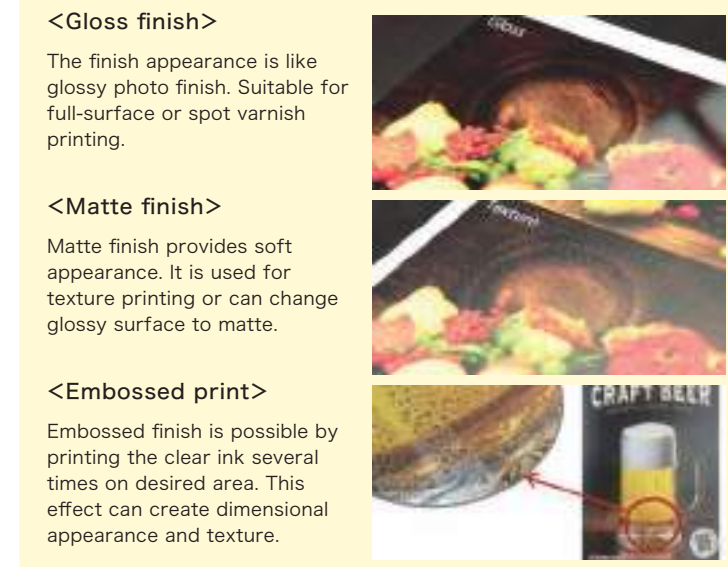 <Gloss finish>
The finish appearance is like
glossy photo finish. Suitable for
full-surface or spot varnish
printing.
Gloss
<Matte finish>
Matte finish provides soft
appearance. It is used for
texture printing or can change
glossy surface to matte.
<Embossed print>
Embossed finish is possible by
printing the clear ink several
times on desired area. This
effect can create dimensional
appearance and texture.
CRAFT BEER